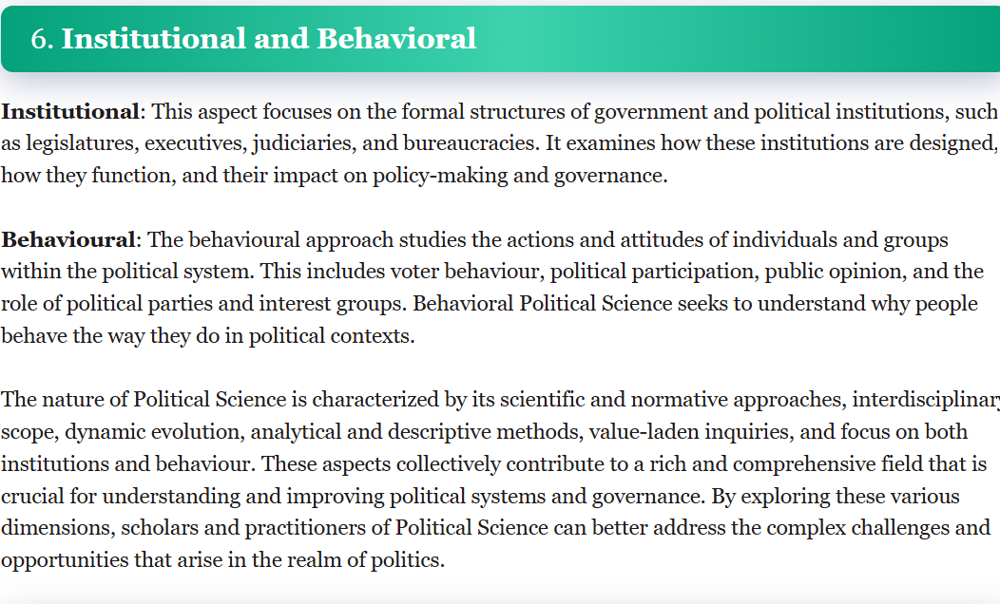 6. Institutional and Behavioral
Institutional: This aspect focuses on the formal structures of government and political institutions, such
as legislatures, executives, judiciaries, and bureaucracies. It examines how these institutions are designed,
how they function, and their impact on policy-making and governance.
Behavioural: The behavioural approach studies the actions and attitudes of individuals and groups
within the political system. This includes voter behaviour, political participation, public opinion, and the
role of political parties and interest groups. Behavioral Political Science seeks to understand why people
behave the way they do in political contexts.
The nature of Political Science is characterized by its scientific and normative approaches, interdisciplinary
scope, dynamic evolution, analytical and descriptive methods, value-laden inquiries, and focus on both
institutions and behaviour. These aspects collectively contribute to a rich and comprehensive field that is
crucial for understanding and improving political systems and governance. By exploring these various
dimensions, scholars and practitioners of Political Science can better address the complex challenges and
opportunities that arise in the realm of politics.